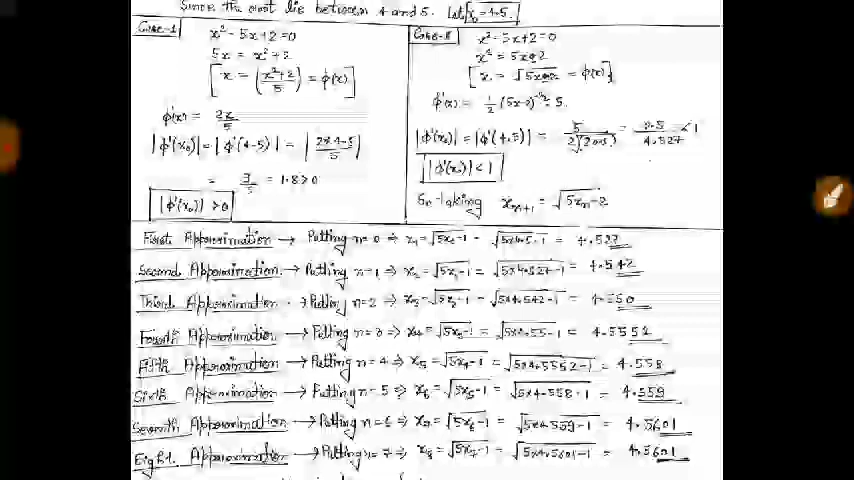 Since the root lie between 4 and 5. Let x₀ = 4.5.
Case-I
x² - 5x + 2 = 0
5x = x² + 2
[x = (x²+2 / 5) = φ(x)]
φ'(x) = 2x/5
|φ'(x₀)| = |φ'(4.5)| = |2×4.5/5|
= 9/5 = 1.8 > 0
|φ'(x₀)| > 0
Case-II
x² - 5x + 2 = 0
x² = 5x - 2
[x = √5x-2 = φ(x)]
φ'(x) = 1/2 (5x-2)^-1/2 · 5
|φ'(x₀)| = |φ'(4.5)| = < 1
|φ'(x₀)| < 1
So taking xₙ₊₁ = √5xₙ-2
First Approximation → Putting n=0 ⇒ x₁ = √5x₀-1 = √5×4.5-1 = 4.527
Second Approximation → Putting n=1, ⇒ x₂ = √5x₁-1 = √5×4.527-1 = 4.542
Third Approximation → Putting n=2 ⇒ x₃ = √5x₂-1 = √5×4.542-1 = 4.550
Fourth Approximation → Putting n=3 ⇒ x₄ = √5x₃-1 = √5×4.55-1 = 4.5552
Fifth Approximation → Putting n=4 ⇒ x₅ = √5x₄-1 = √5×4.5552-1 = 4.558
Sixth Approximation → Putting n=5 ⇒ x₆ = √5x₅-1 = √5×4.558-1 = 4.559
Seventh Approximation → Putting n=6 ⇒ x₇ = √5x₆-1 = √5×4.559-1 = 4.5601
Eight. Approximation → Putting n=7 ⇒ x₈ = √5x₇-1 = √5×4.5601-1 = 4.5601